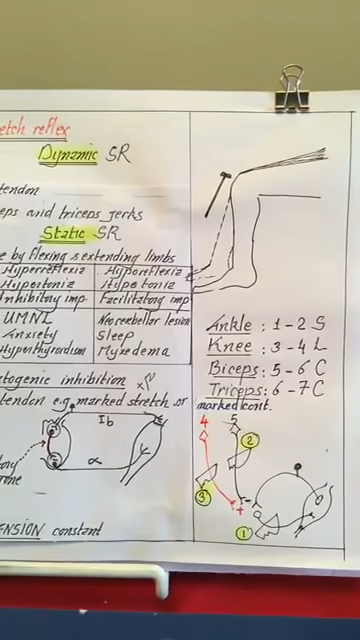 etch reflex
Dynamic SR
tendon
eps and triceps jerks
Static SR
e by flexing & extending limbs
Hyperreflexia Hyporeflexia
Hypertonia Hypotonia
Inhibitory imp. Facilitatory imp
UMNL Neocerebellar lesion
Anxiety Sleep
Hyperthyroidism Myxedema
etogenic inhibition
tendon e.g. marked stretch or
marked cont.
Ib
α
tory
rone
ENSION constant
Ankle : 1-2 S
Knee : 3-4 L
Biceps : 5-6 C
Triceps : 6-7 C
4 5
2
3
+ -
1